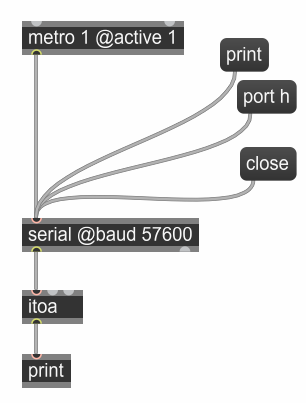 metro 1 @active 1
print
port h
close
serial @baud 57600
itoa
print